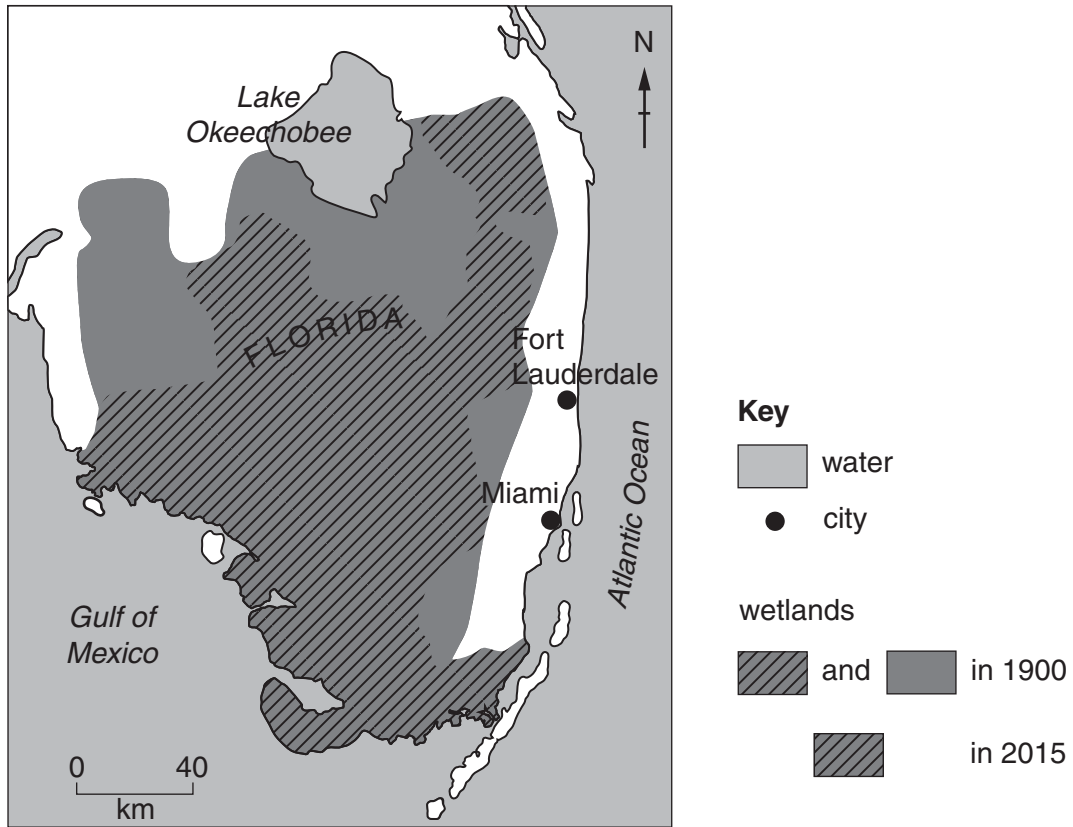 N
Lake
Okeechobee
FLORIDA
Fort
Lauderdale
Miami
Atlantic Ocean
Gulf of
Mexico
0 40
km
Key
water
city
wetlands
and in 1900
in 2015